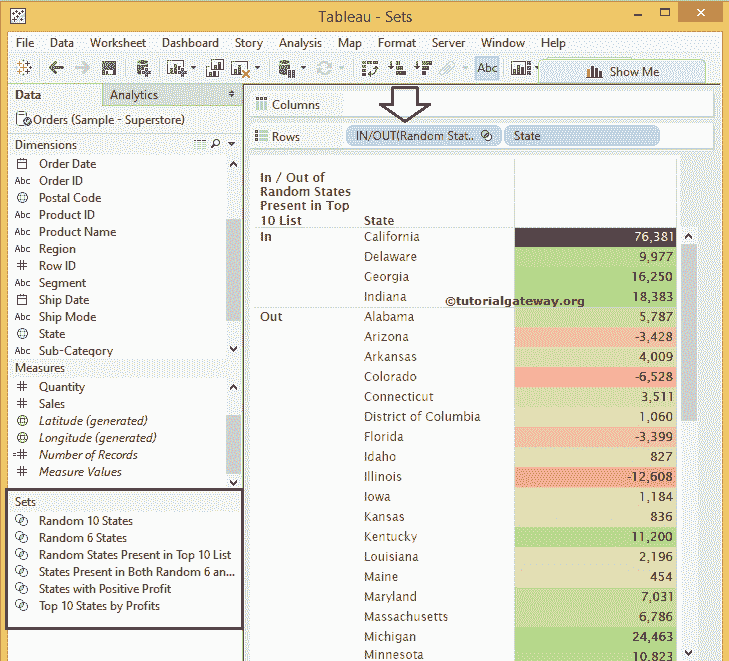 Tableau - Sets
File Data Worksheet Dashboard Story Analysis Map Format Server Window Help
Abc Show Me
Data Analytics
Orders (Sample - Superstore)
Dimensions
Order Date
Abc Order ID
Postal Code
Abc Product ID
Abc Product Name
Abc Region
# Row ID
Abc Segment
Ship Date
Abc Ship Mode
State
Abc Sub-Category
Measures
# Quantity
# Sales
Latitude (generated)
Longitude (generated)
=# Number of Records
# Measure Values
Sets
Random 10 States
Random 6 States
Random States Present in Top 10 List
States Present in Both Random 6 an...
States with Positive Profit
Top 10 States by Profits
Columns
Rows IN/OUT(Random Stat.. State
In / Out of
Random States
Present in Top
10 List State
In California 76,381
Delaware 9,977
Georgia 16,250
Indiana 18,383
©tutorialgateway.org
Out Alabama 5,787
Arizona -3,428
Arkansas 4,009
Colorado -6,528
Connecticut 3,511
District of Columbia 1,060
Florida -3,399
Idaho 827
Illinois -12,608
Iowa 1,184
Kansas 836
Kentucky 11,200
Louisiana 2,196
Maine 454
Maryland 7,031
Massachusetts 6,786
Michigan 24,463
Minnesota 10,823